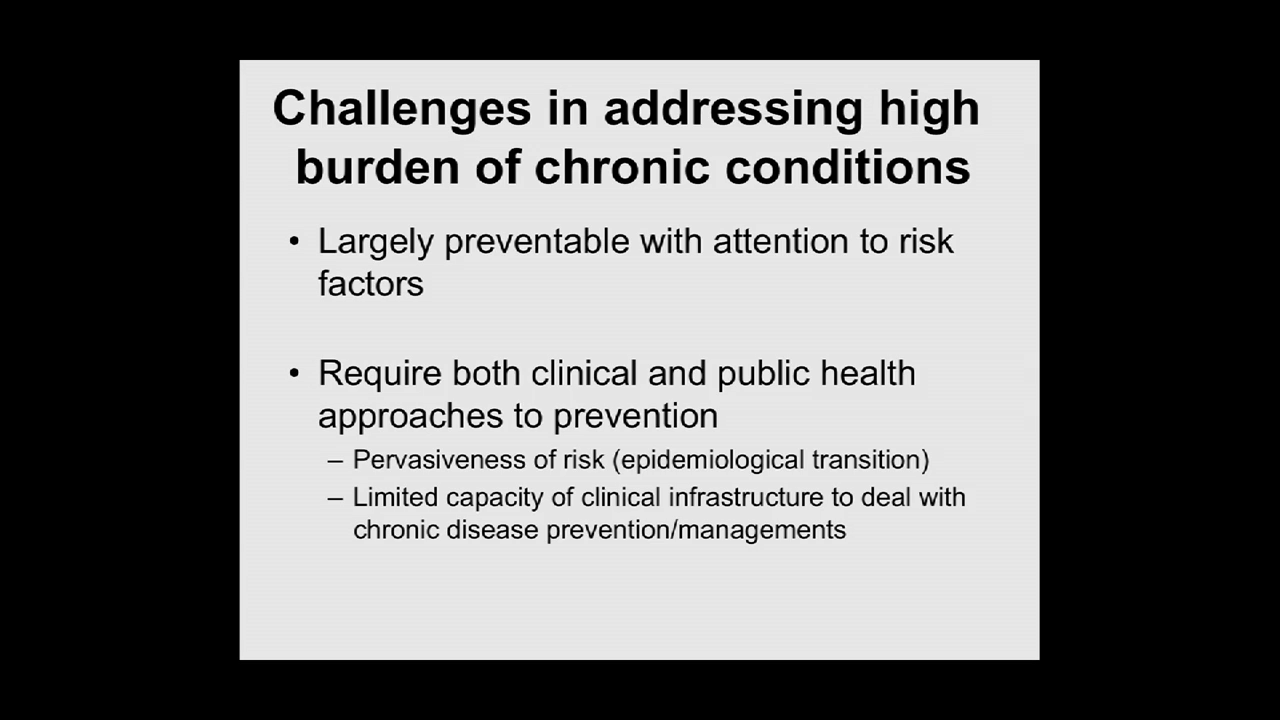 Challenges in addressing high
burden of chronic conditions
• Largely preventable with attention to risk
factors
• Require both clinical and public health
approaches to prevention
– Pervasiveness of risk (epidemiological transition)
– Limited capacity of clinical infrastructure to deal with
chronic disease prevention/managements